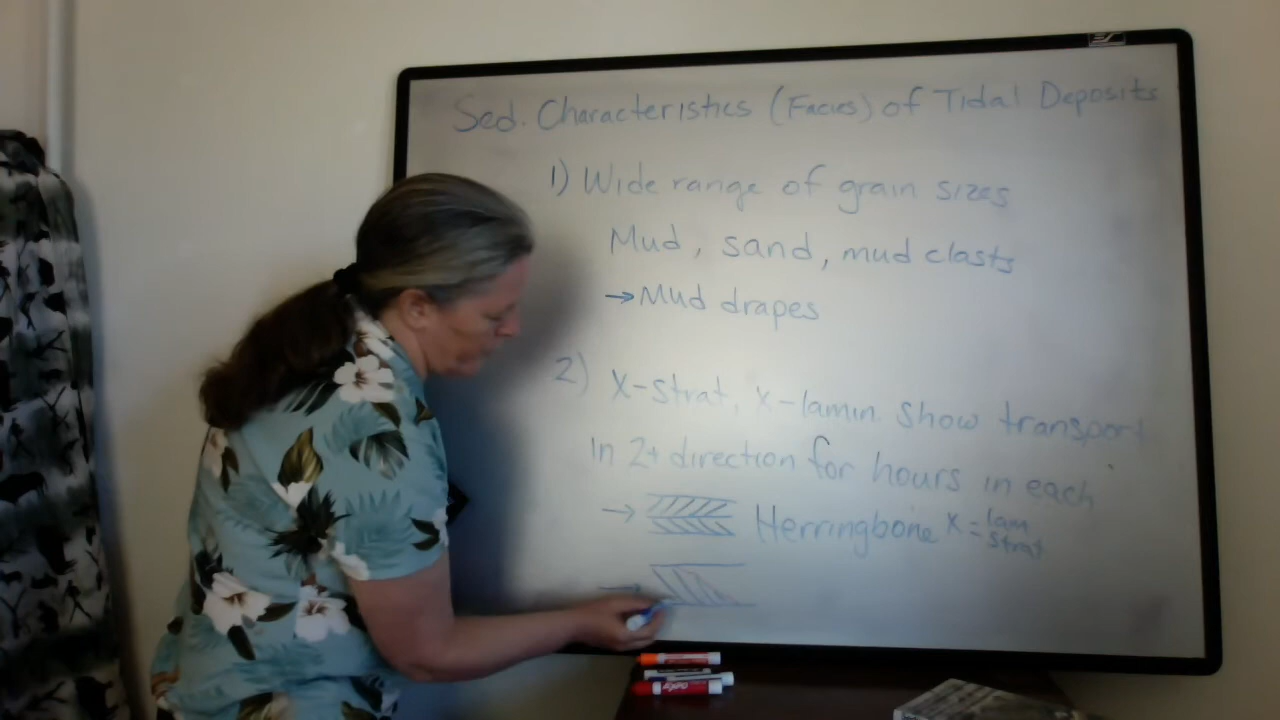 Sed. Characteristics (Facies) of Tidal Deposits
1) Wide range of grain sizes
Mud, sand, mud clasts
→Mud drapes
2) X-strat, x-lamin. show transport
in 2+ direction for hours in each
→ Herringbone x-lam
-strat
→